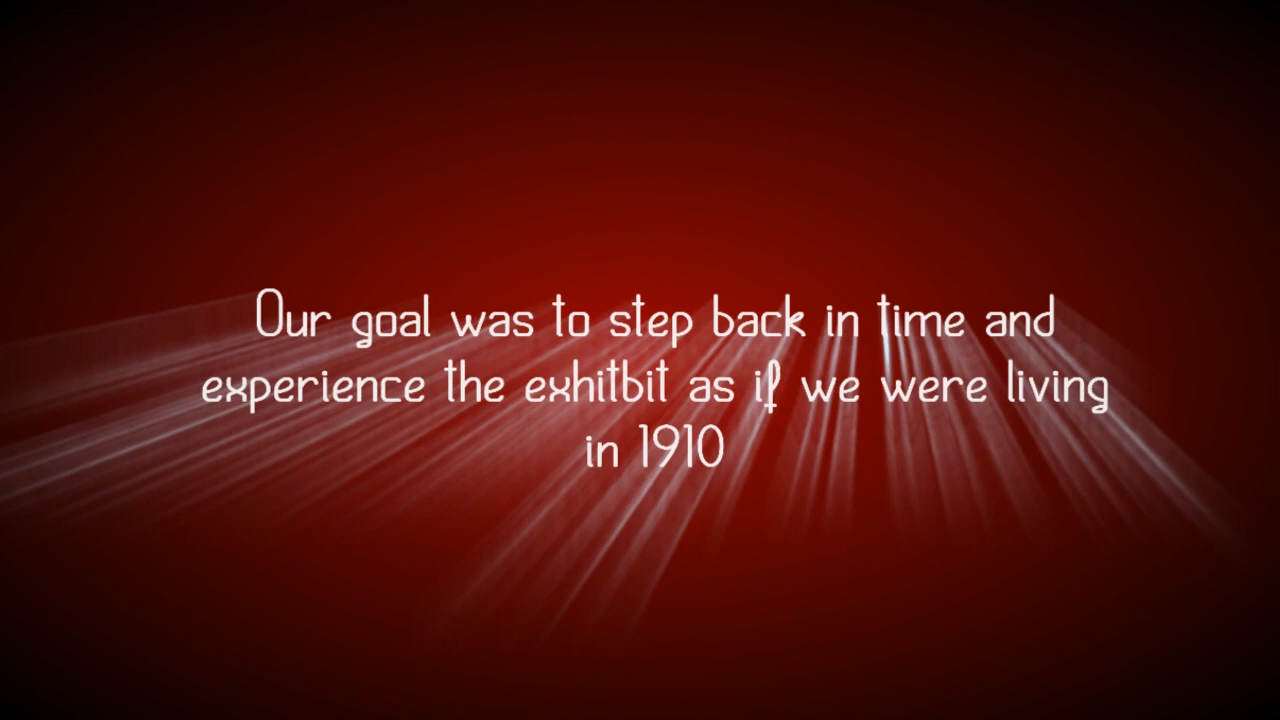 Our goal was to step back in time and
experience the exhitbit as if we were living
in 1910